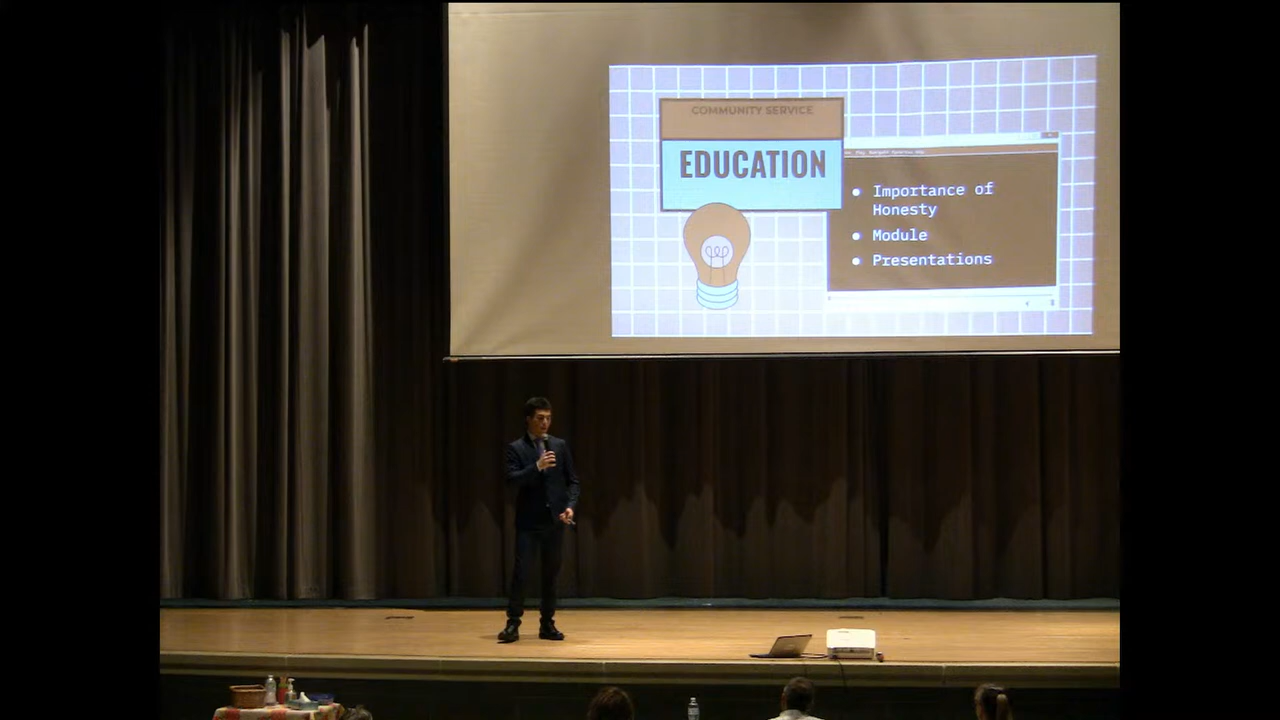 COMMUNITY SERVICE
EDUCATION
● Importance of
Honesty
● Module
● Presentations